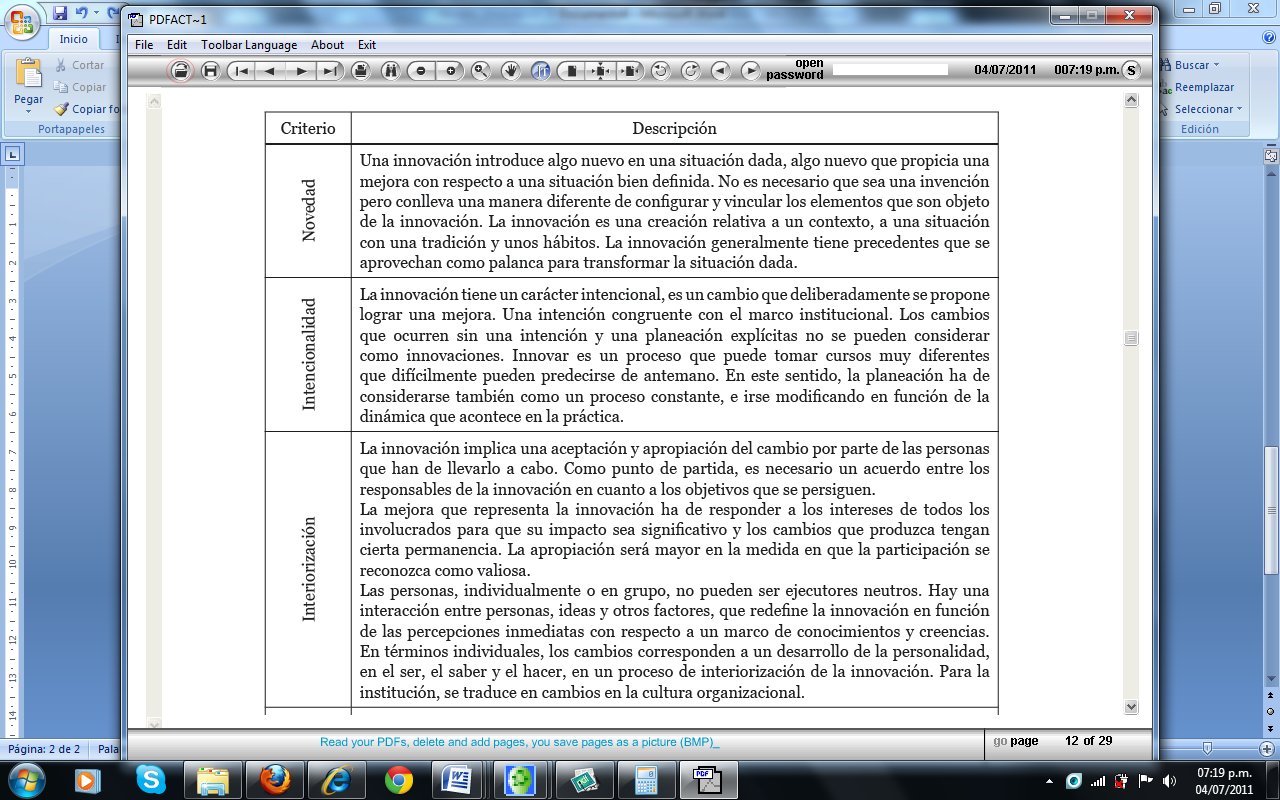 PDFACT~1
File Edit Toolbar Language About Exit
open
password
04/07/2011 007:19 p.m. S
Inicio
Pegar
Cortar
Copiar
Copiar fo
Portapapeles
Buscar
Reemplazar
Seleccionar
Edición
Criterio Descripción
Novedad
Una innovación introduce algo nuevo en una situación dada, algo nuevo que propicia una
mejora con respecto a una situación bien definida. No es necesario que sea una invención
pero conlleva una manera diferente de configurar y vincular los elementos que son objeto
de la innovación. La innovación es una creación relativa a un contexto, a una situación
con una tradición y unos hábitos. La innovación generalmente tiene precedentes que se
aprovechan como palanca para transformar la situación dada.
Intencionalidad
La innovación tiene un carácter intencional, es un cambio que deliberadamente se propone
lograr una mejora. Una intención congruente con el marco institucional. Los cambios
que ocurren sin una intención y una planeación explícitas no se pueden considerar
como innovaciones. Innovar es un proceso que puede tomar cursos muy diferentes
que difícilmente pueden predecirse de antemano. En este sentido, la planeación ha de
considerarse también como un proceso constante, e irse modificando en función de la
dinámica que acontece en la práctica.
Interiorización
La innovación implica una aceptación y apropiación del cambio por parte de las personas
que han de llevarlo a cabo. Como punto de partida, es necesario un acuerdo entre los
responsables de la innovación en cuanto a los objetivos que se persiguen.
La mejora que representa la innovación ha de responder a los intereses de todos los
involucrados para que su impacto sea significativo y los cambios que produzca tengan
cierta permanencia. La apropiación será mayor en la medida en que la participación se
reconozca como valiosa.
Las personas, individualmente o en grupo, no pueden ser ejecutores neutros. Hay una
interacción entre personas, ideas y otros factores, que redefine la innovación en función
de las percepciones inmediatas con respecto a un marco de conocimientos y creencias.
En términos individuales, los cambios corresponden a un desarrollo de la personalidad,
en el ser, el saber y el hacer, en un proceso de interiorización de la innovación. Para la
institución, se traduce en cambios en la cultura organizacional.
Read your PDFs, delete and add pages, you save pages as a picture (BMP)_
go page 12 of 29
Página: 2 de 2 Pala
07:19 p.m.
04/07/2011